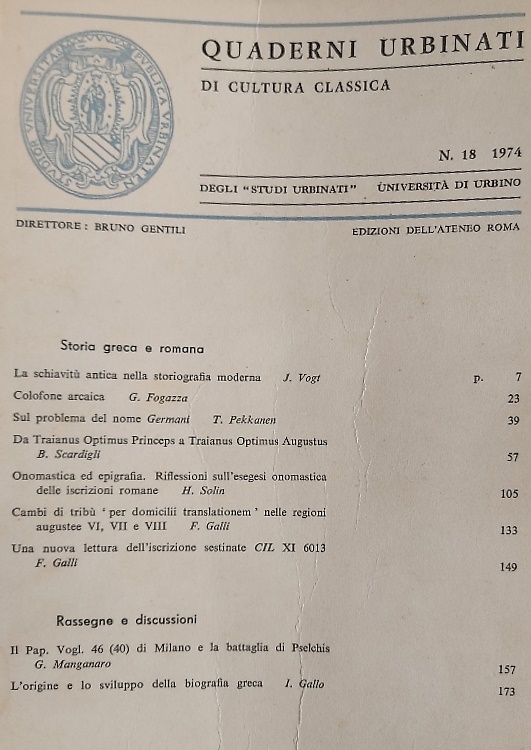 STVDIOR VNIVERSITAS PVBLICA VRBINATEN
QUADERNI URBINATI
DI CULTURA CLASSICA
N. 18 1974
DEGLI "STUDI URBINATI" UNIVERSITÀ DI URBINO
DIRETTORE: BRUNO GENTILI EDIZIONI DELL'ATENEO ROMA
Storia greca e romana
La schiavitù antica nella storiografia moderna J. Vogt p. 7
Colofone arcaica G. Fogazza 23
Sul problema del nome Germani T. Pekkanen 39
Da Traianus Optimus Princeps a Traianus Optimus Augustus
B. Scardigli 57
Onomastica ed epigrafia. Riflessioni sull'esegesi onomastica
delle iscrizioni romane H. Solin 105
Cambi di tribù ' per domicilii translationem ' nelle regioni
augustee VI, VII e VIII F. Galli 133
Una nuova lettura dell'iscrizione sestinate CIL XI 6013
F. Galli 149
Rassegne e discussioni
Il Pap. Vogl. 46 (40) di Milano e la battaglia di Pselchis
G. Manganaro 157
L'origine e lo sviluppo della biografia greca I. Gallo 173